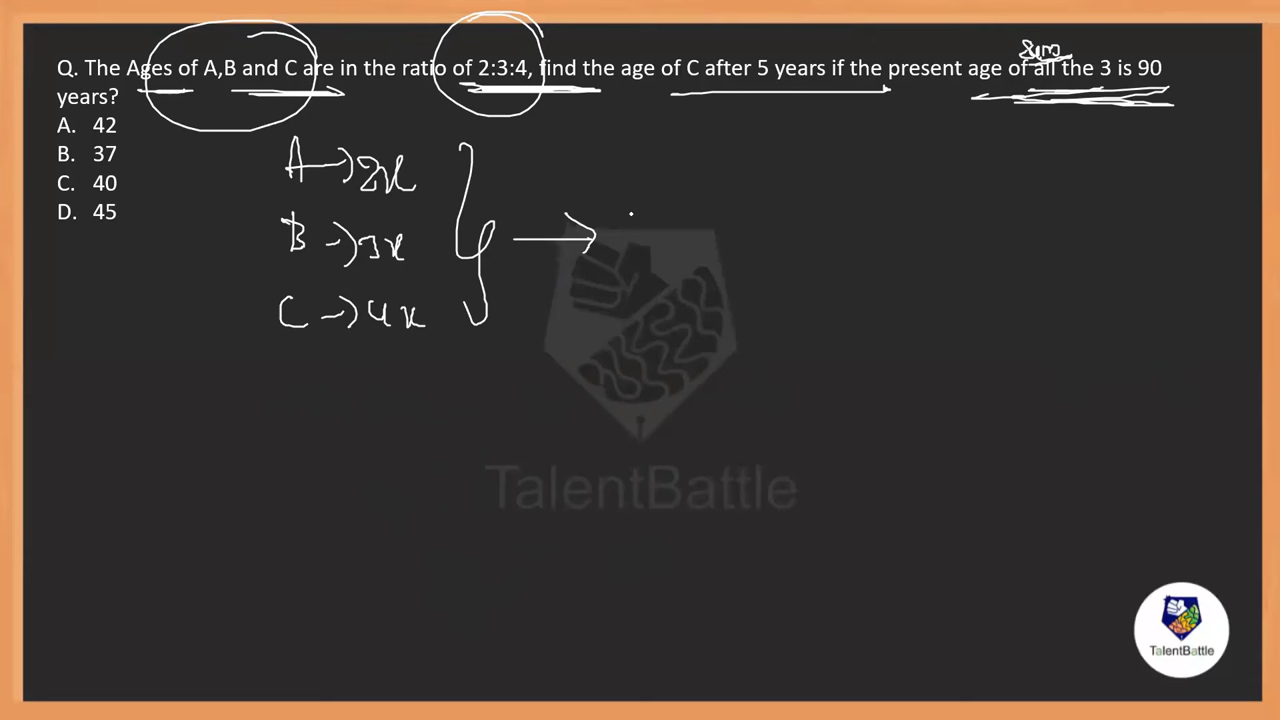 sum
Q. The Ages of A,B and C are in the ratio of 2:3:4, find the age of C after 5 years if the present age of all the 3 is 90
years?
A. 42
B. 37
C. 40
D. 45
A → 2x
B → 3x
C → 4x
TalentBattle
TalentBattle